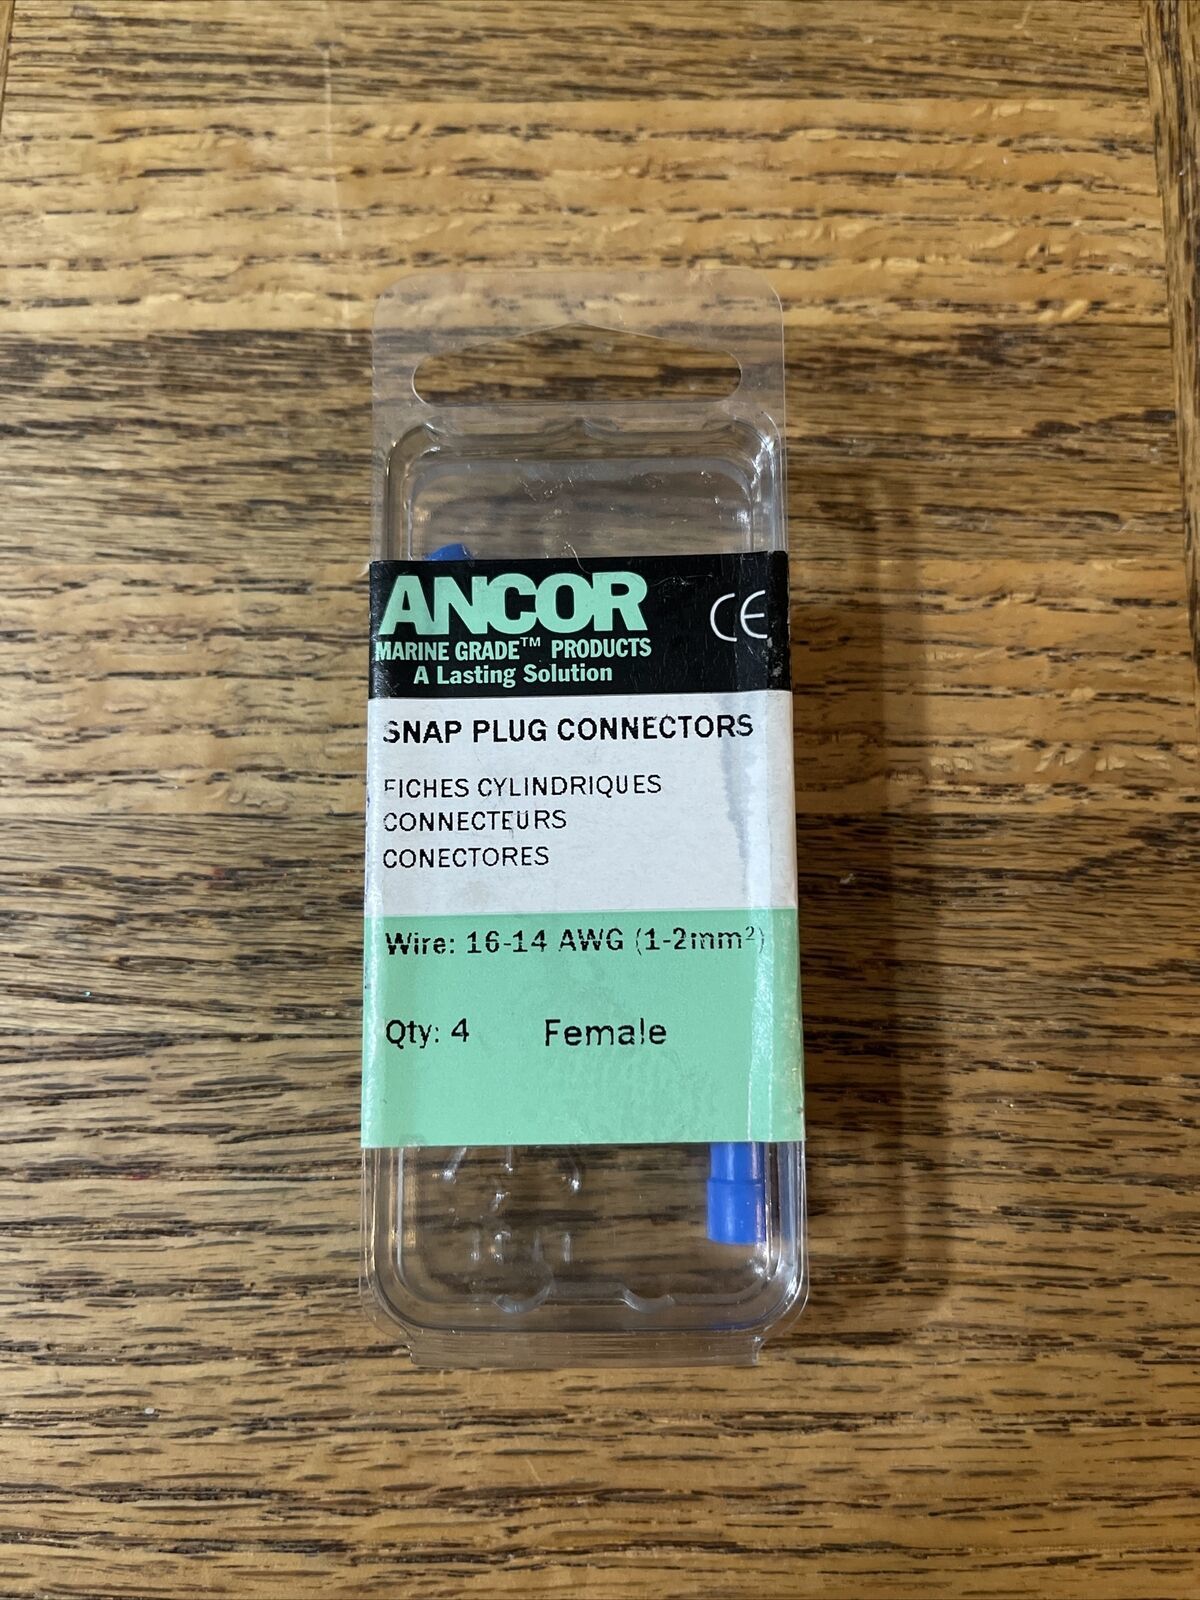 ANCOR
CE
MARINE GRADE™ PRODUCTS
A Lasting Solution
SNAP PLUG CONNECTORS
FICHES CYLINDRIQUES
CONNECTEURS
CONECTORES
Wire: 16-14 AWG (1-2mm²)
Qty: 4 Female